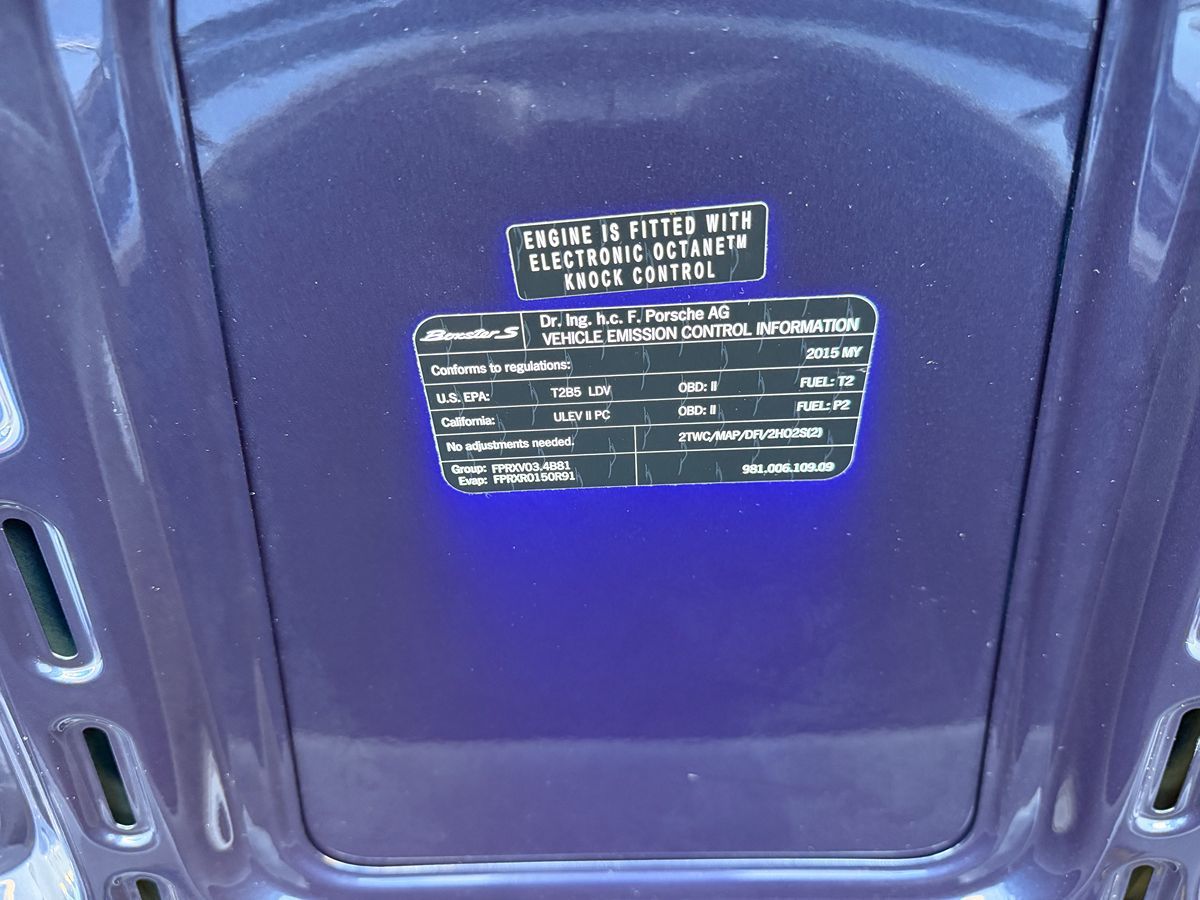 ENGINE IS FITTED WITH
ELECTRONIC OCTANE™
KNOCK CONTROL
Boxster S
Dr. Ing. h.c. F. Porsche AG
VEHICLE EMISSION CONTROL INFORMATION
Conforms to regulations: 2015 MY
U.S. EPA: T2B5 LDV OBD: II FUEL: T2
California: ULEV II PC OBD: II FUEL: P2
No adjustments needed. 2TWC/MAP/DFI/2HO2S(2)
Group: FPRXV03.4B81
Evap: FPRXR0150R91 981.006.109.09